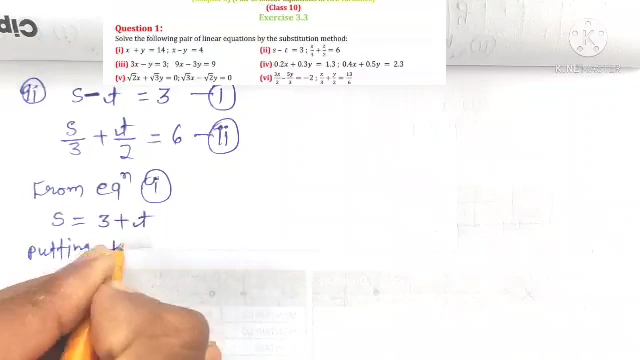 (Class 10)
Exercise 3.3
Question 1:
Solve the following pair of linear equations by the substitution method:
(i) x + y = 14; x – y = 4
(ii) s – t = 3 ; s/3 + t/2 = 6
(iii) 3x – y = 3; 9x – 3y = 9
(iv) 0.2x + 0.3y = 1.3; 0.4x + 0.5y = 2.3
(v) √2x + √3y = 0; √3x – √2y = 0
(vi) 3x/2 – 5y/3 = –2 ; x/3 + y/2 = 13/6
ii) s – t = 3 — i
s/3 + t/2 = 6 — ii
From eqⁿ i
s = 3 + t
putting